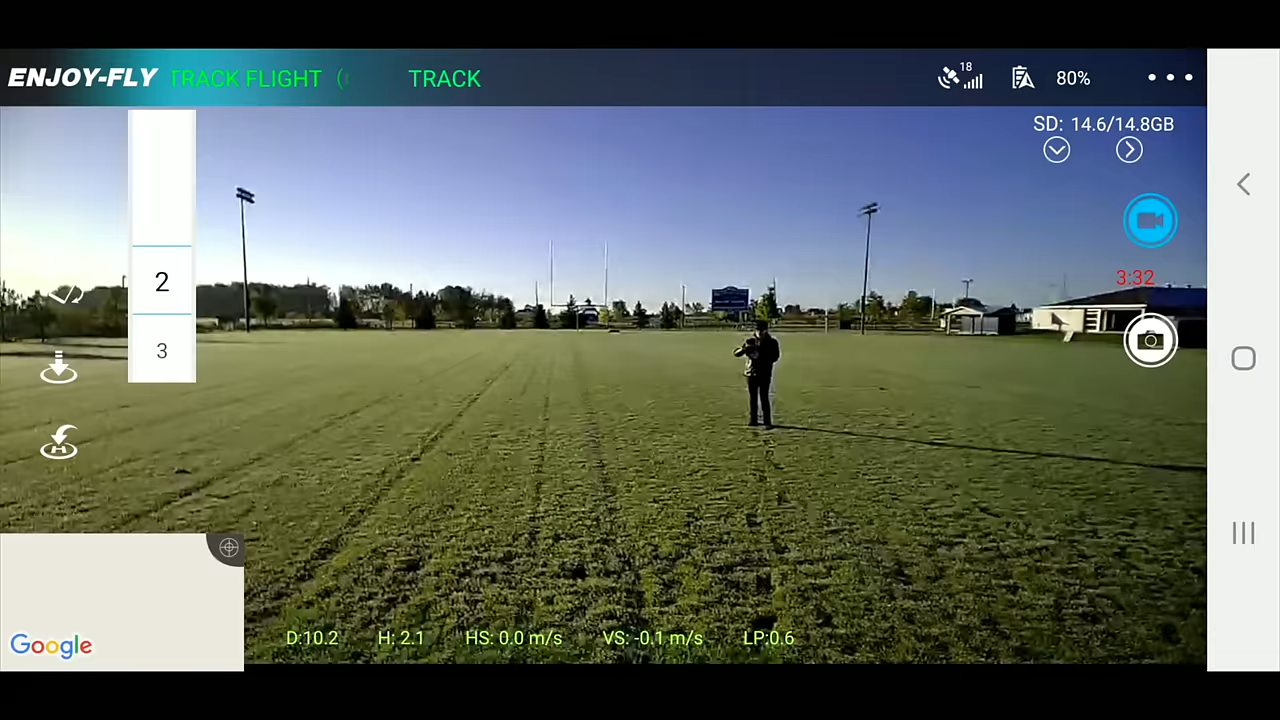 ENJOY-FLY TRACK FLIGHT ( TRACK 18 80%
SD: 14.6/14.8GB
2
3:32
3
H
D:10.2 H: 2.1 HS: 0.0 m/s VS: -0.1 m/s LP:0.6
Google